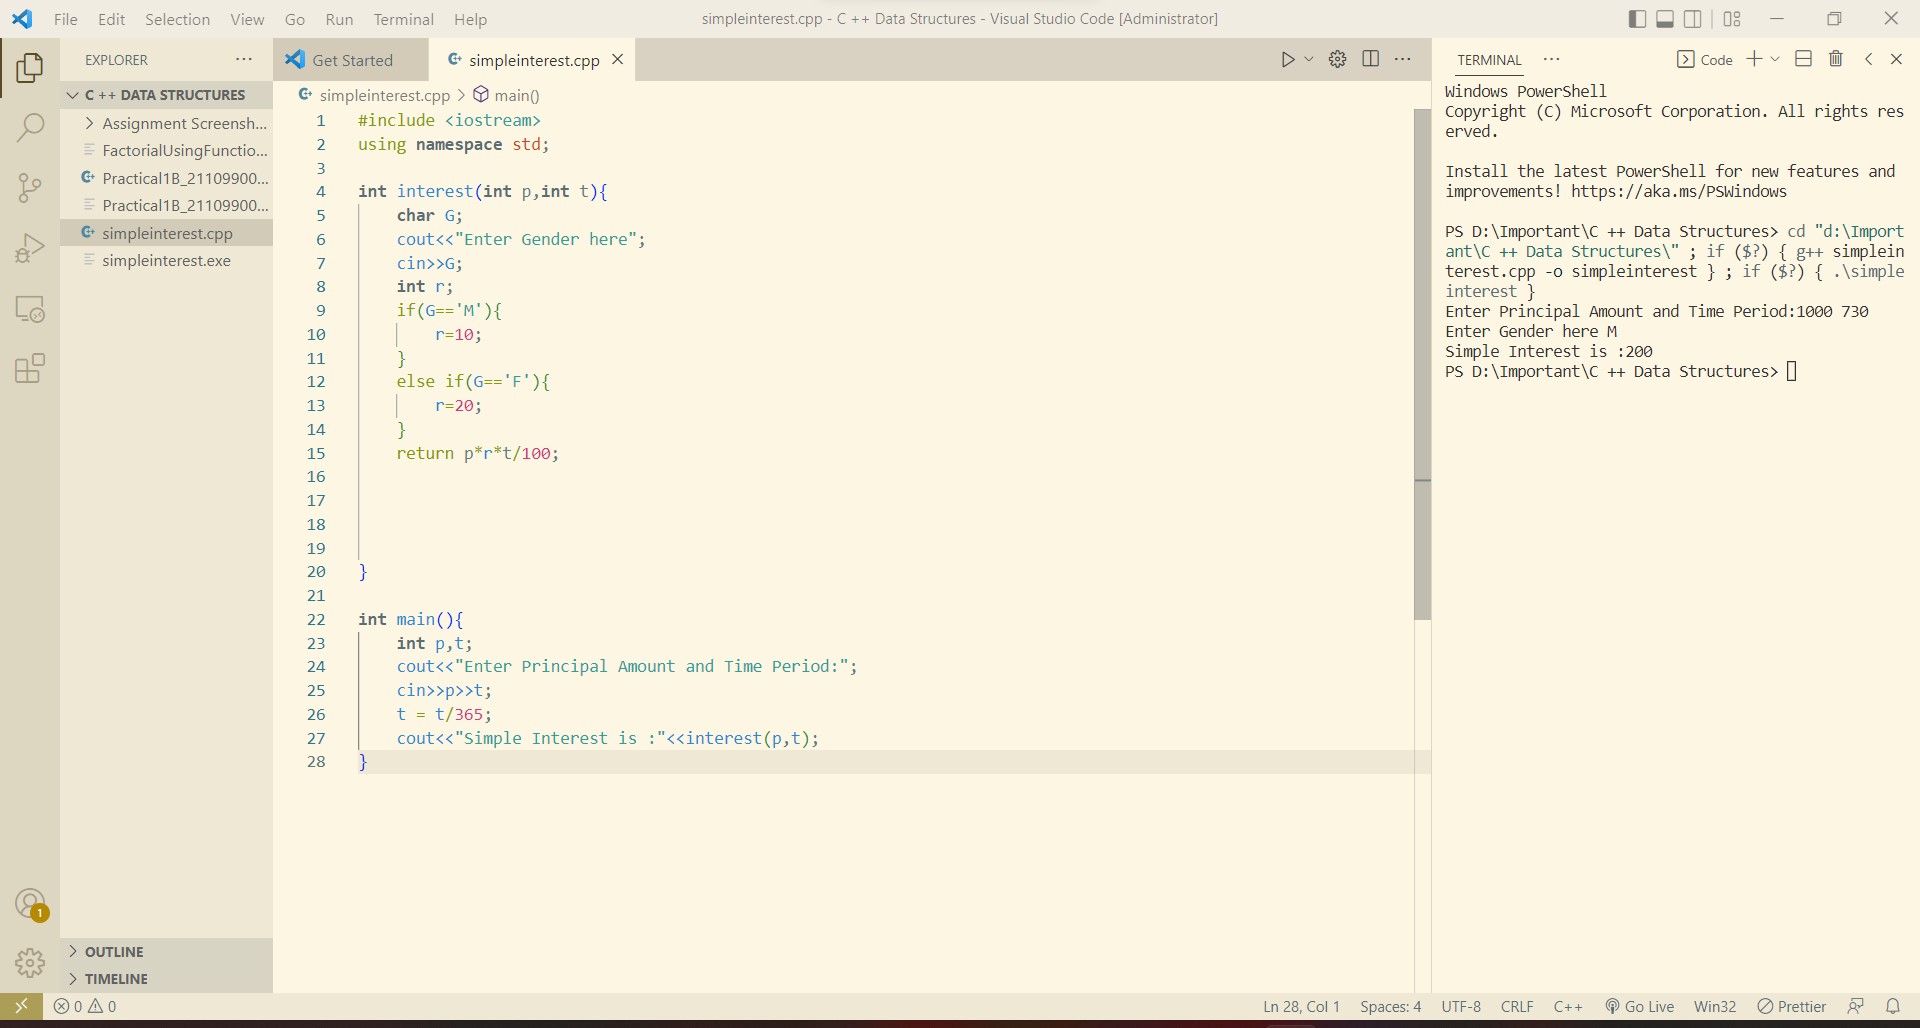 File Edit Selection View Go Run Terminal Help
simpleinterest.cpp - C ++ Data Structures - Visual Studio Code [Administrator]
EXPLORER
C ++ DATA STRUCTURES
Assignment Screensh...
FactorialUsingFunctio...
Practical1B_21109900...
Practical1B_21109900...
simpleinterest.cpp
simpleinterest.exe
OUTLINE
TIMELINE
1
Get Started
simpleinterest.cpp
simpleinterest.cpp > main()
1 #include <iostream>
2 using namespace std;
3
4 int interest(int p,int t){
5 char G;
6 cout<<"Enter Gender here";
7 cin>>G;
8 int r;
9 if(G=='M'){
10 r=10;
11 }
12 else if(G=='F'){
13 r=20;
14 }
15 return p*r*t/100;
16
17
18
19
20 }
21
22 int main(){
23 int p,t;
24 cout<<"Enter Principal Amount and Time Period:";
25 cin>>p>>t;
26 t = t/365;
27 cout<<"Simple Interest is :"<<interest(p,t);
28 }
TERMINAL
Code
Windows PowerShell
Copyright (C) Microsoft Corporation. All rights res
erved.
Install the latest PowerShell for new features and
improvements! https://aka.ms/PSWindows
PS D:\Important\C ++ Data Structures> cd "d:\Import
ant\C ++ Data Structures\" ; if ($?) { g++ simplein
terest.cpp -o simpleinterest } ; if ($?) { .\simple
interest }
Enter Principal Amount and Time Period:1000 730
Enter Gender here M
Simple Interest is :200
PS D:\Important\C ++ Data Structures>
0 0
Ln 28, Col 1 Spaces: 4 UTF-8 CRLF C++ Go Live Win32 Prettier